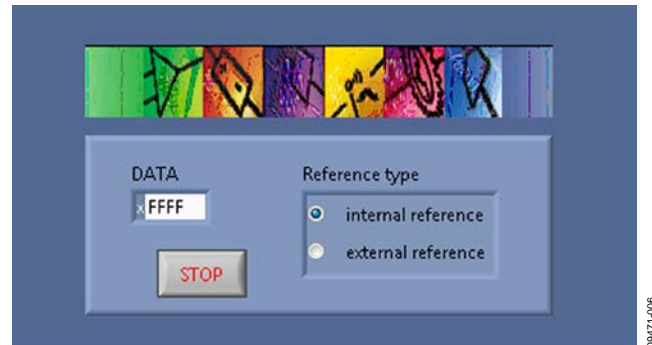 DATA
x FFFF
STOP
Reference type
internal reference
external reference
09471-006